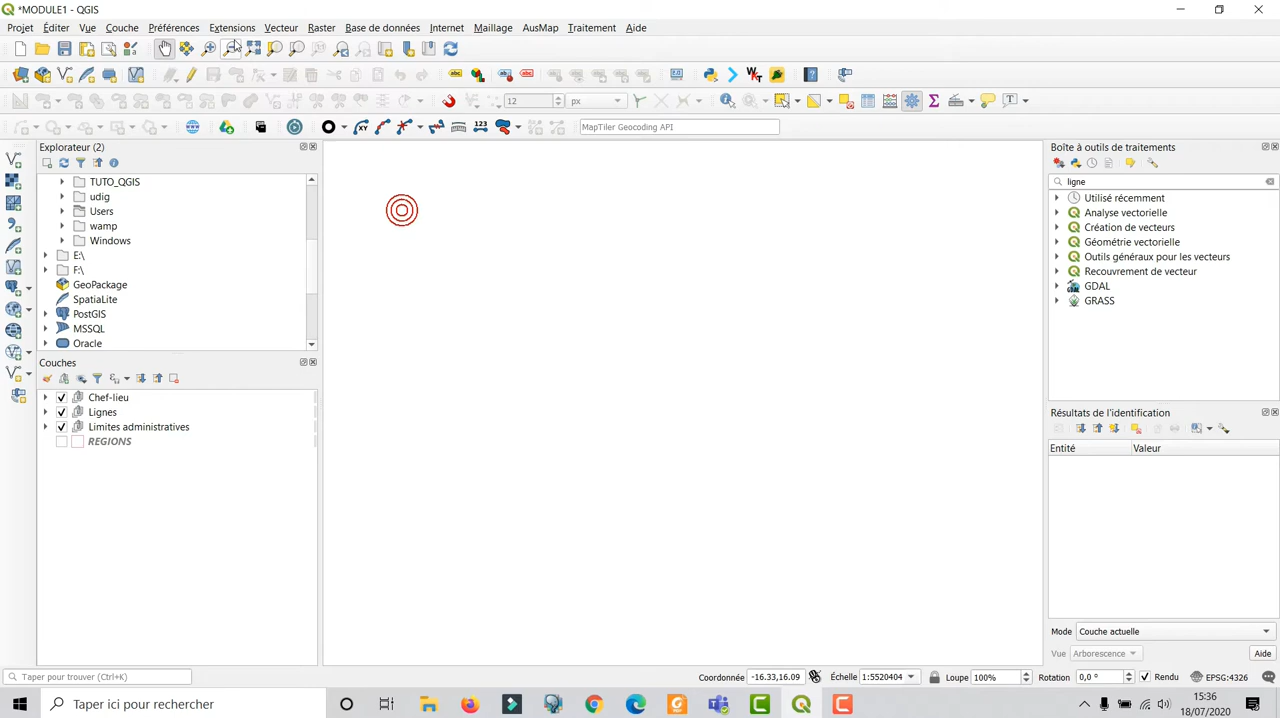 *MODULE1 - QGIS
Projet Éditer Vue Couche Préférences Extensions Vecteur Raster Base de données Internet Maillage AusMap Traitement Aide
abc abc abc
12 px
XY 123 MapTiler Geocoding API
Explorateur (2)
TUTO_QGIS
udig
Users
wamp
Windows
E:\
F:\
GeoPackage
SpatiaLite
PostGIS
MSSQL
Oracle
Couches
Chef-lieu
Lignes
Limites administratives
REGIONS
Boîte à outils de traitements
ligne
Utilisé récemment
Analyse vectorielle
Création de vecteurs
Géométrie vectorielle
Outils généraux pour les vecteurs
Recouvrement de vecteur
GDAL
GRASS
Résultats de l'identification
Entité Valeur
Mode Couche actuelle
Vue Arborescence Aide
Taper pour trouver (Ctrl+K) Coordonnée -16.33,16.09 Échelle 1:5520404 Loupe 100% Rotation 0,0 ° Rendu EPSG:4326
Taper ici pour rechercher
15:36
18/07/2020